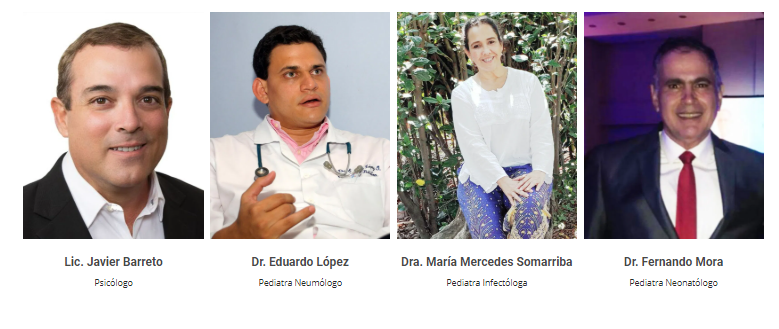 Lic. Javier Barreto
Psicólogo
Dr. Eduardo López
Pediatra Neumólogo
Dra. María Mercedes Somarriba
Pediatra Infectóloga
Dr. Fernando Mora
Pediatra Neonatólogo